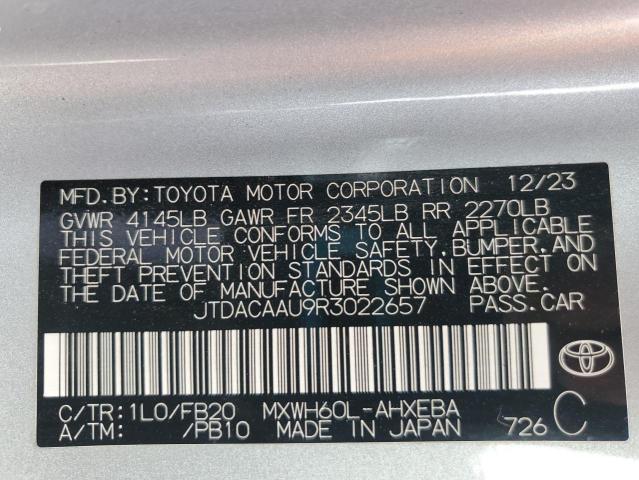 MFD.BY:TOYOTA MOTOR CORPORATION 12/23
GVWR 4145LB GAWR FR 2345LB RR 2270LB
THIS VEHICLE CONFORMS TO ALL APPLICABLE
FEDERAL MOTOR VEHICLE SAFETY,BUMPER,AND
THEFT PREVENTION STANDARDS IN EFFECT ON
THE DATE OF MANUFACTURE SHOWN ABOVE.
JTDACAAU9R3022657 PASS.CAR
C/TR:1L0/FB20 MXWH60L-AHXEBA
A/TM: /PB10 MADE IN JAPAN 726 C